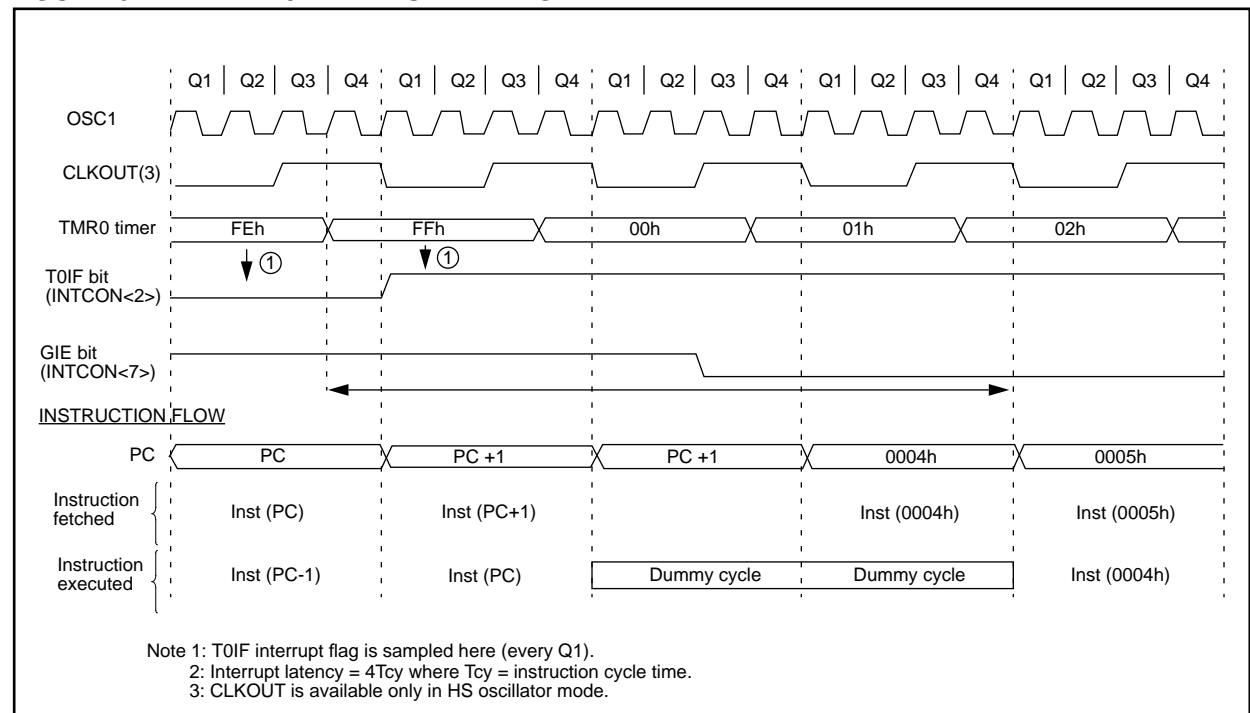 Q1 Q2 Q3 Q4 Q1 Q2 Q3 Q4 Q1 Q2 Q3 Q4 Q1 Q2 Q3 Q4 Q1 Q2 Q3 Q4
OSC1
CLKOUT(3)
TMR0 timer FEh FFh 00h 01h 02h
1 1
T0IF bit
(INTCON<2>)
GIE bit
(INTCON<7>)
INSTRUCTION FLOW
PC PC PC +1 PC +1 0004h 0005h
Instruction
fetched Inst (PC) Inst (PC+1) Inst (0004h) Inst (0005h)
Instruction
executed Inst (PC-1) Inst (PC) Dummy cycle Dummy cycle Inst (0004h)
Note 1: T0IF interrupt flag is sampled here (every Q1).
2: Interrupt latency = 4Tcy where Tcy = instruction cycle time.
3: CLKOUT is available only in HS oscillator mode.